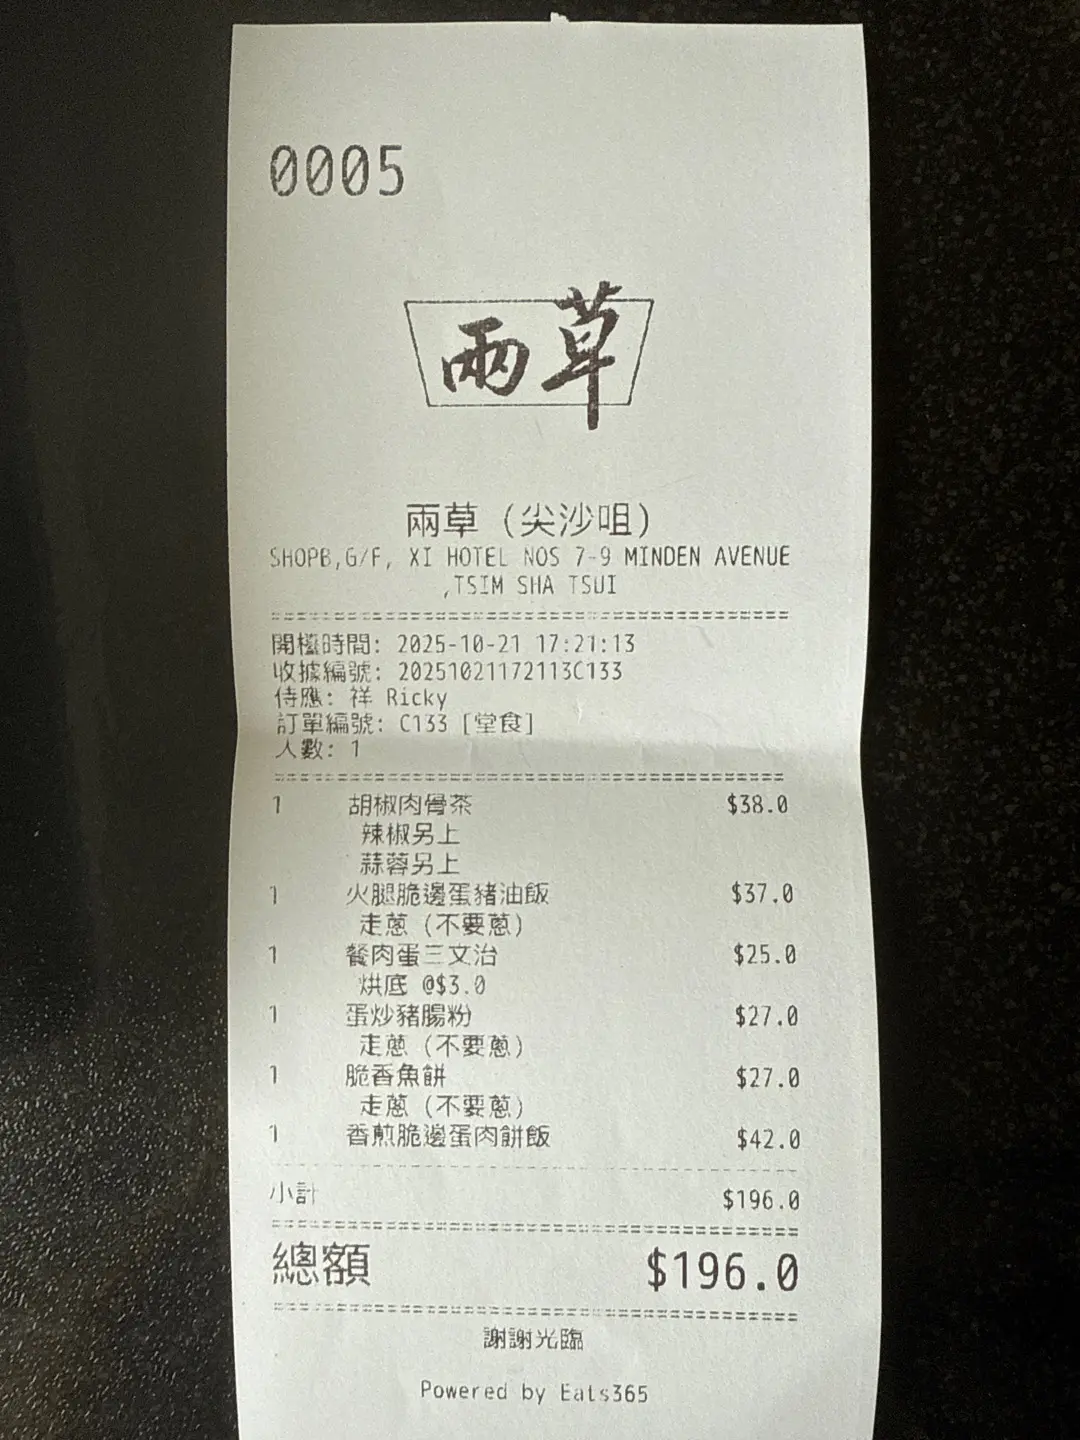 0005
兩草
兩草 (尖沙咀)
SHOPB,G/F, XI HOTEL NOS 7-9 MINDEN AVENUE
,TSIM SHA TSUI
開檯時間: 2025-10-21 17:21:13
收據編號: 20251021172113C133
侍應: 祥 Ricky
訂單編號: C133 [堂食]
人數: 1
1 胡椒肉骨茶 $38.0
辣椒另上
蒜蓉另上
1 火腿脆邊蛋豬油飯 $37.0
走蔥 (不要蔥)
1 餐肉蛋三文治 $25.0
烘底 @$3.0
1 蛋炒豬腸粉 $27.0
走蔥 (不要蔥)
1 脆香魚餅 $27.0
走蔥 (不要蔥)
1 香煎脆邊蛋肉餅飯 $42.0
小計 $196.0
總額 $196.0
謝謝光臨
Powered by Eats365